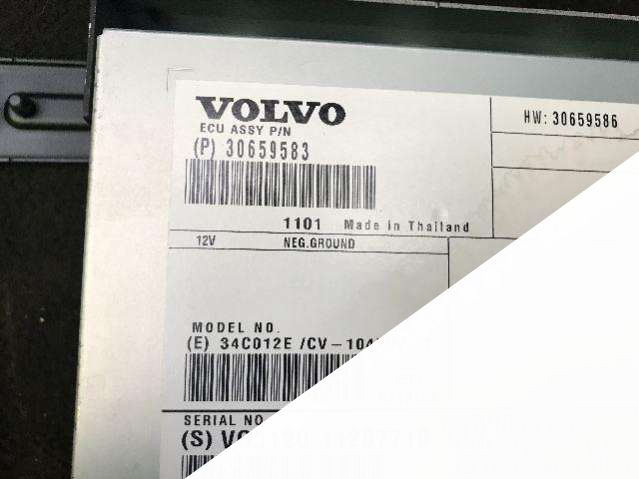 VOLVO
ECU ASSY P/N
(P) 30659583
HW: 30659586
1101 Made in Thailand
12V NEG.GROUND
MODEL NO.
(E) 34C012E /CV-104
SERIAL NO
(S)